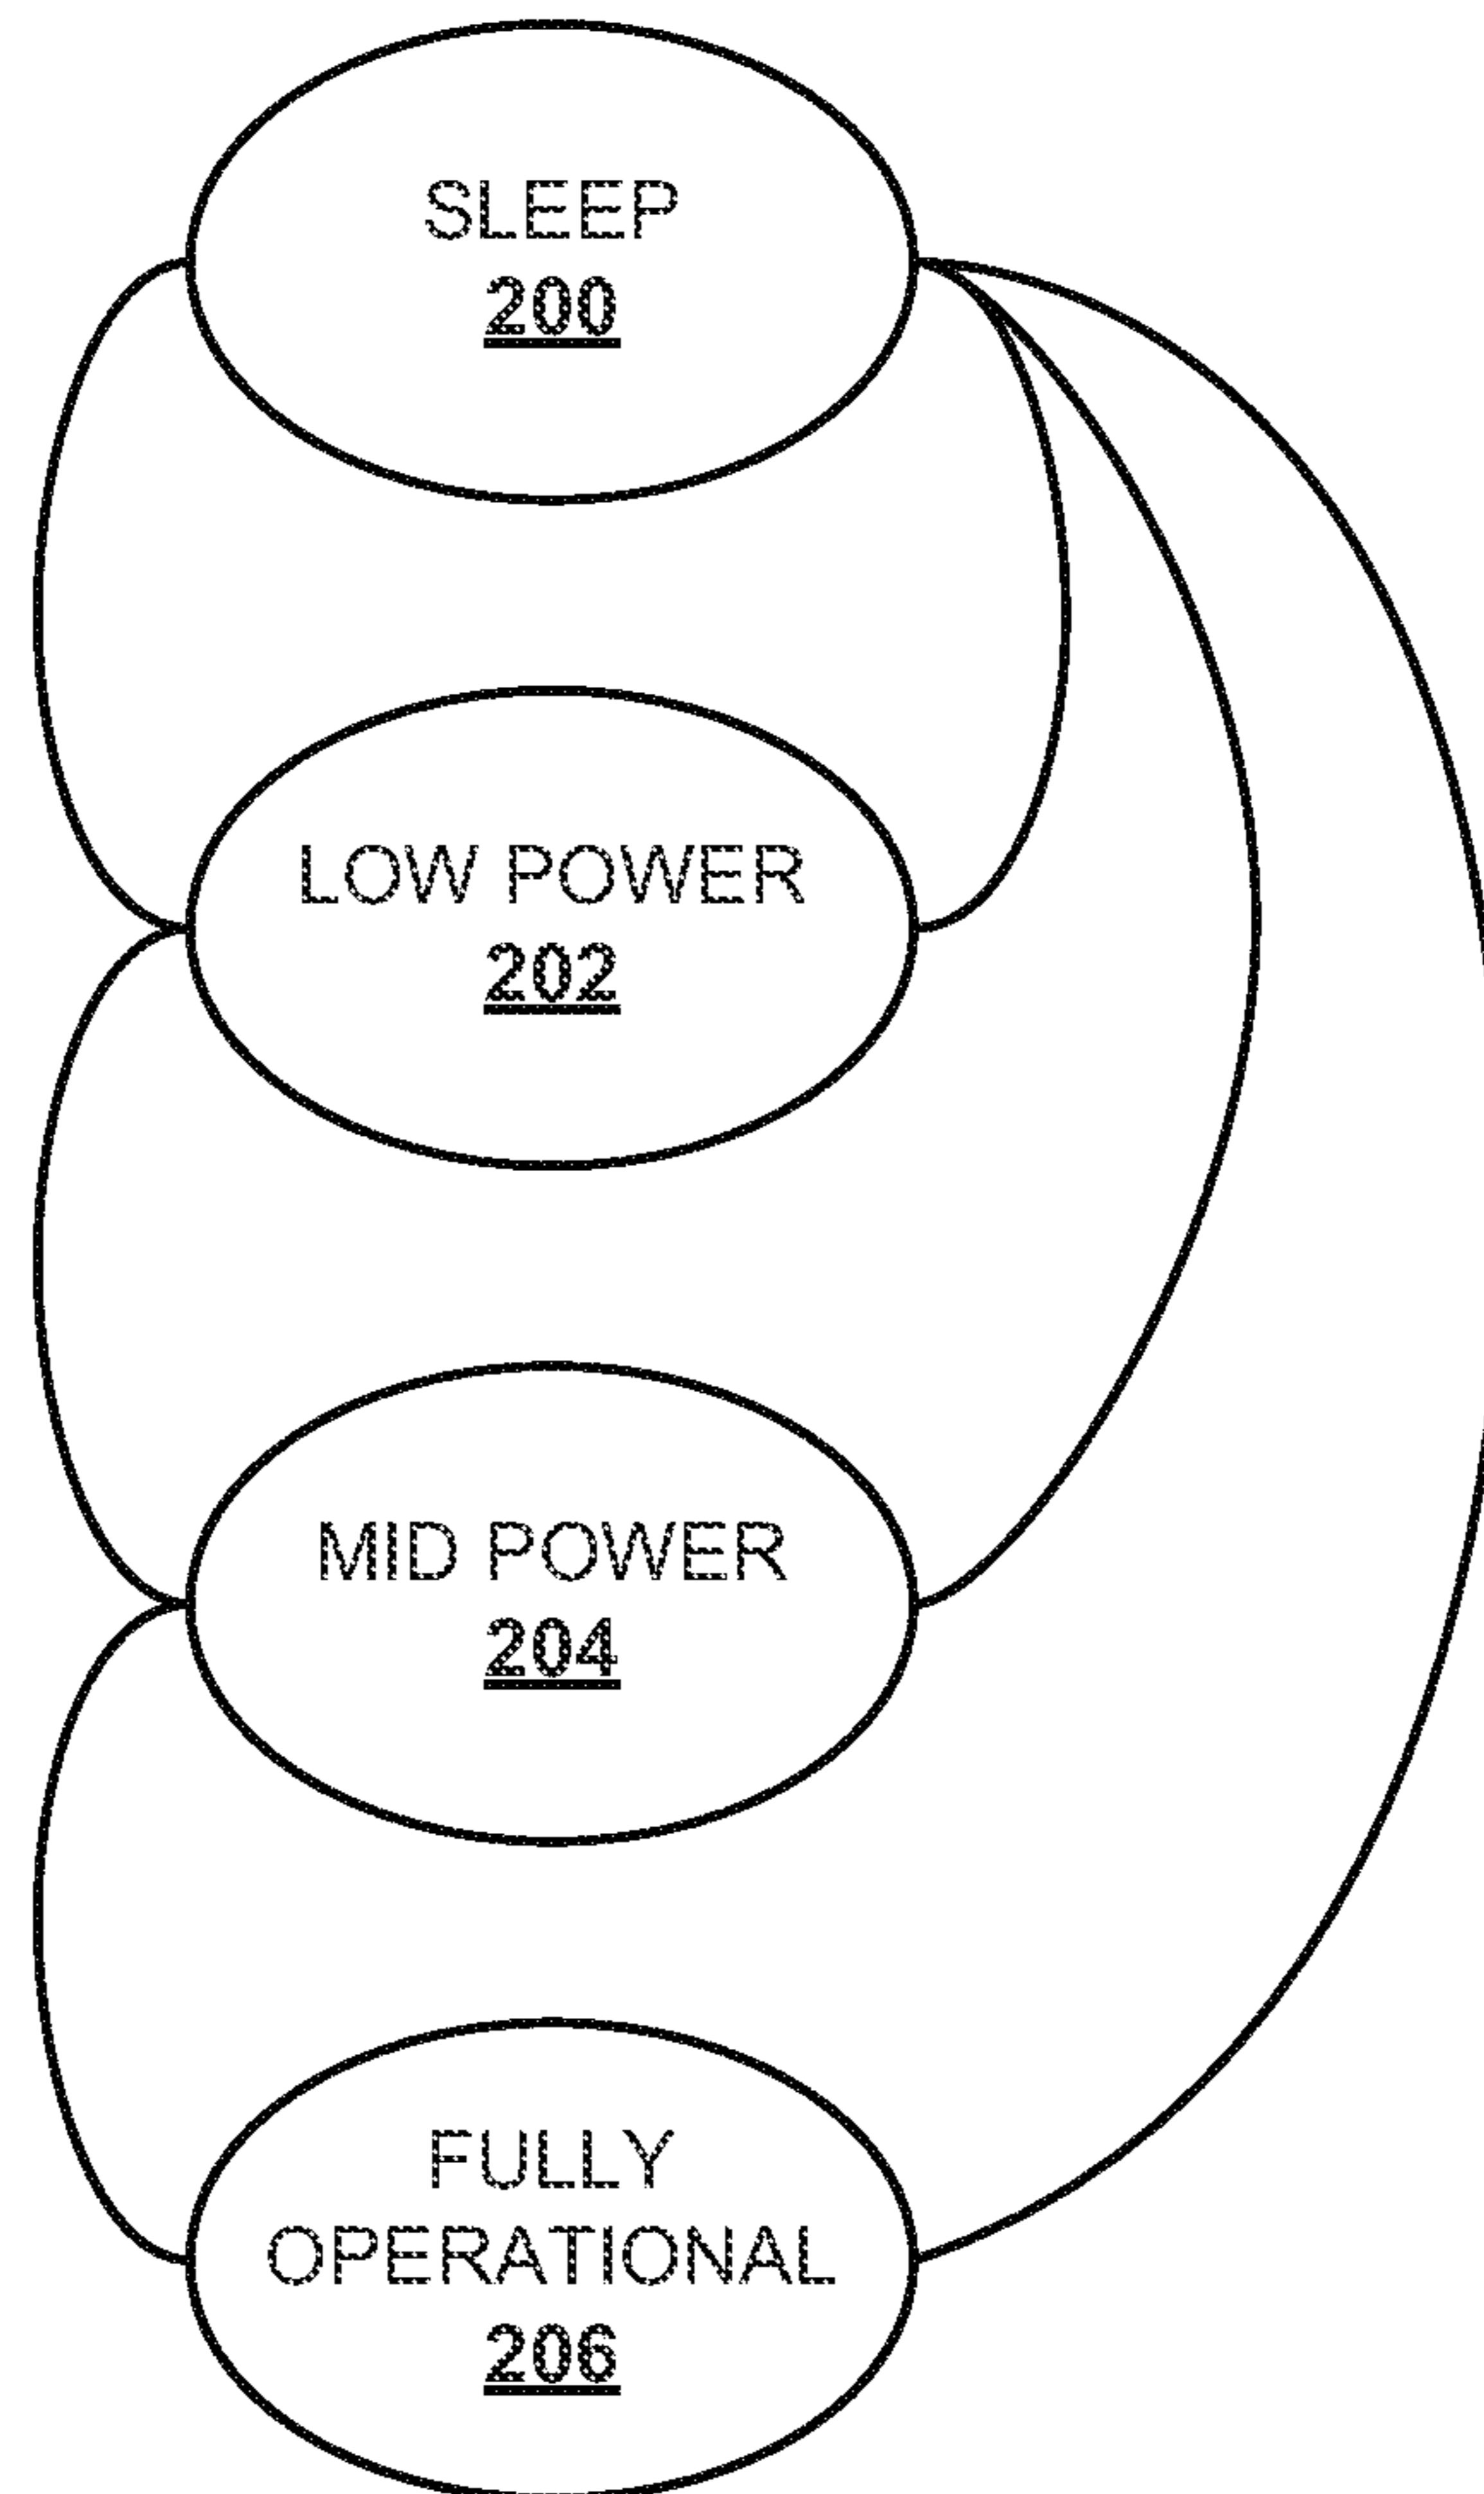 SLEEP
200
LOW POWER
202
MID POWER
204
FULLY
OPERATIONAL
206